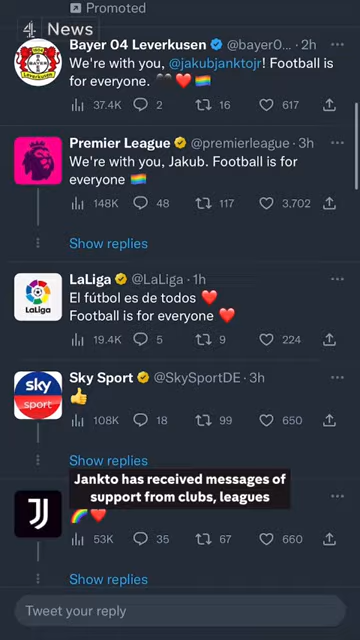 Promoted
4 News
Bayer 04 Leverkusen @bayer0... · 2h
We're with you, @jakubjanktojr! Football is
for everyone. 🖤❤️🏳️‍🌈
37.4K 2 16 617
Premier League @premierleague · 3h
We're with you, Jakub. Football is for
everyone 🏳️‍🌈
148K 48 117 3,702
Show replies
LaLiga @LaLiga · 1h
El fútbol es de todos ❤️
Football is for everyone ❤️
LaLiga
19.4K 5 9 224
Sky Sport @SkySportDE · 3h
sky
sport
👍
108K 18 99 650
Show replies
Jankto has received messages of
support from clubs, leagues
🌈❤️
53K 35 67 660
Show replies
Tweet your reply